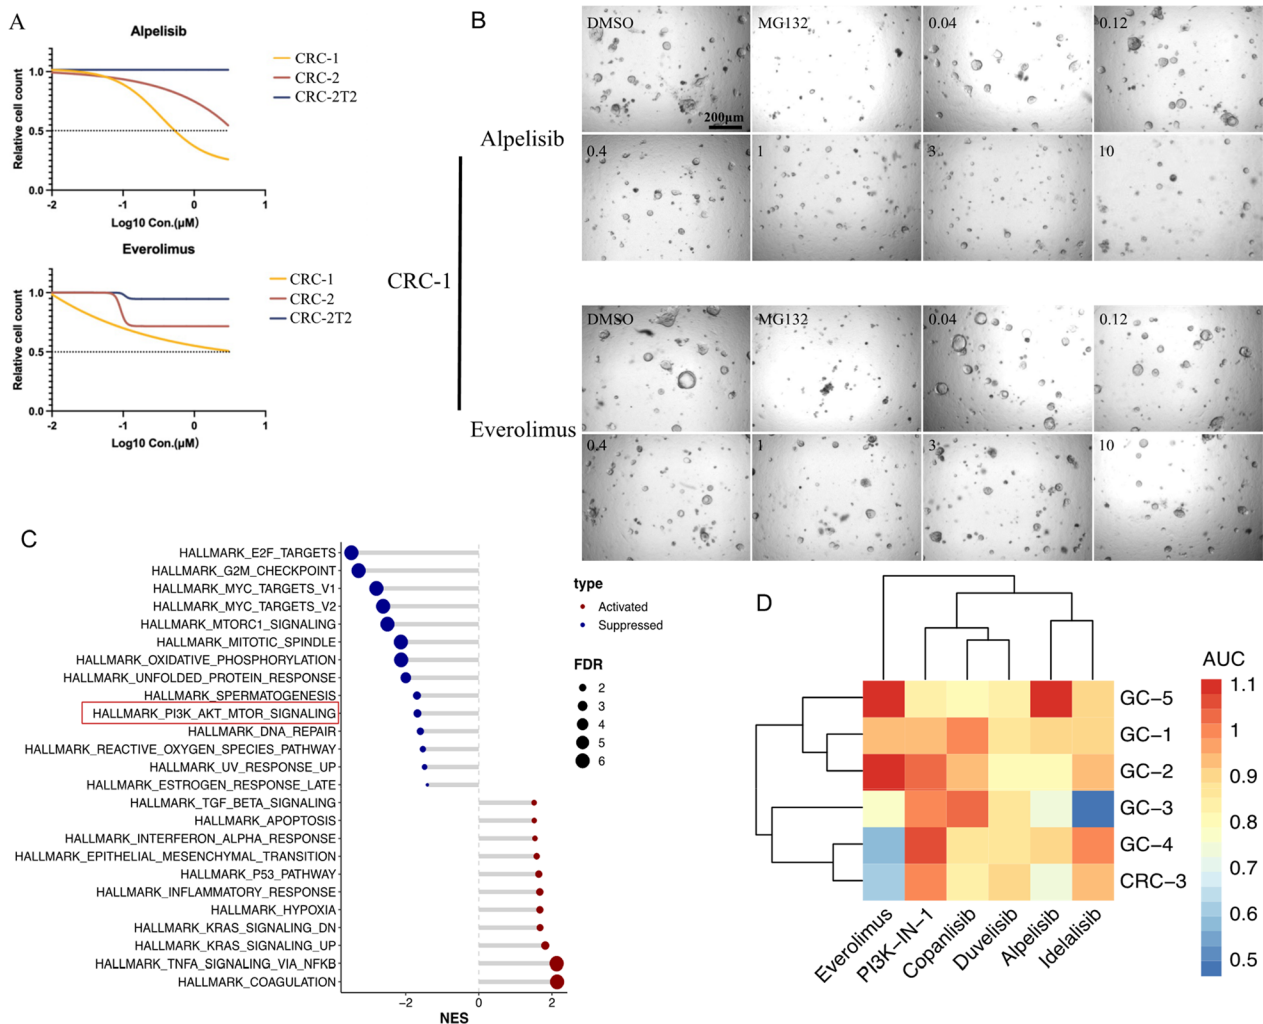 A
Alpelisib
Relative cell count
1.0
0.5
0.0
-2
-1
0
1
Log10 Con.(μM)
CRC-1
CRC-2
CRC-2T2
Everolimus
Relative cell count
1.0
0.5
0.0
-2
-1
0
1
Log10 Con.(μM)
CRC-1
CRC-2
CRC-2T2
B
CRC-1
Alpelisib
DMSO
MG132
0.04
0.12
200μm
0.4
1
3
10
Everolimus
DMSO
MG132
0.04
0.12
0.4
1
3
10
C
HALLMARK_E2F_TARGETS
HALLMARK_G2M_CHECKPOINT
HALLMARK_MYC_TARGETS_V1
HALLMARK_MYC_TARGETS_V2
HALLMARK_MTORC1_SIGNALING
HALLMARK_MITOTIC_SPINDLE
HALLMARK_OXIDATIVE_PHOSPHORYLATION
HALLMARK_UNFOLDED_PROTEIN_RESPONSE
HALLMARK_SPERMATOGENESIS
HALLMARK_PI3K_AKT_MTOR_SIGNALING
HALLMARK_DNA_REPAIR
HALLMARK_REACTIVE_OXYGEN_SPECIES_PATHWAY
HALLMARK_UV_RESPONSE_UP
HALLMARK_ESTROGEN_RESPONSE_LATE
HALLMARK_TGF_BETA_SIGNALING
HALLMARK_APOPTOSIS
HALLMARK_INTERFERON_ALPHA_RESPONSE
HALLMARK_EPITHELIAL_MESENCHYMAL_TRANSITION
HALLMARK_P53_PATHWAY
HALLMARK_INFLAMMATORY_RESPONSE
HALLMARK_HYPOXIA
HALLMARK_KRAS_SIGNALING_DN
HALLMARK_KRAS_SIGNALING_UP
HALLMARK_TNFA_SIGNALING_VIA_NFKB
HALLMARK_COAGULATION
−2
0
2
NES
type
Activated
Suppressed
FDR
2
3
4
5
6
D
GC−5
GC−1
GC−2
GC−3
GC−4
CRC−3
Everolimus
PI3K−IN−1
Copanlisib
Duvelisib
Alpelisib
Idelalisib
AUC
1.1
1
0.9
0.8
0.7
0.6
0.5